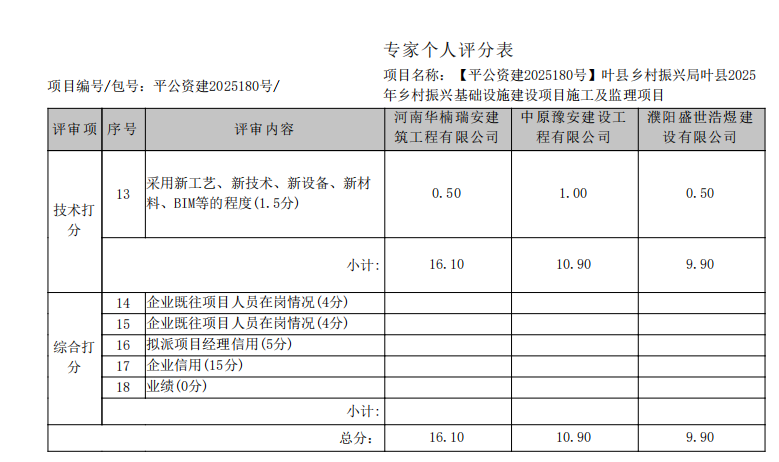 专家个人评分表
项目编号/包号: 平公资建2025180号/
项目名称: 【平公资建2025180号】叶县乡村振兴局叶县2025
年乡村振兴基础设施建设项目施工及监理项目
评审项 序号 评审内容 河南华楠瑞安建筑工程有限公司 中原豫安建设工程有限公司 濮阳盛世浩煜建设有限公司
技术打分
13 采用新工艺、新技术、新设备、新材料、BIM等的程度(1.5分) 0.50 1.00 0.50
小计: 16.10 10.90 9.90
综合打分
14 企业既往项目人员在岗情况(4分)
15 企业既往项目人员在岗情况(4分)
16 拟派项目经理信用(5分)
17 企业信用(15分)
18 业绩(0分)
小计:
总分: 16.10 10.90 9.90